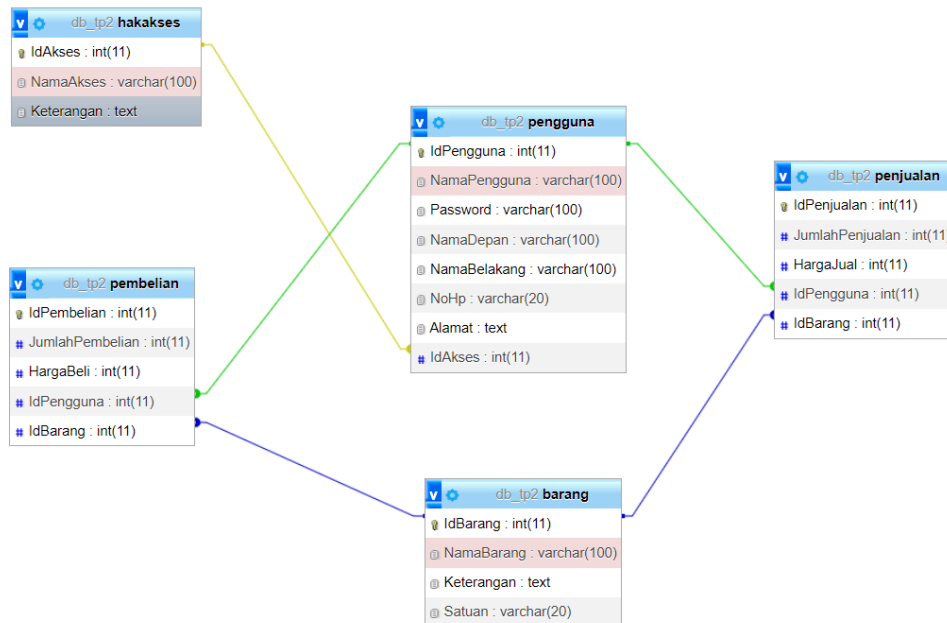 db_tp2 hakakses
IdAkses : int(11)
NamaAkses : varchar(100)
Keterangan : text
db_tp2 pengguna
IdPengguna : int(11)
NamaPengguna : varchar(100)
Password : varchar(100)
NamaDepan : varchar(100)
NamaBelakang : varchar(100)
NoHp : varchar(20)
Alamat : text
IdAkses : int(11)
db_tp2 penjualan
IdPenjualan : int(11)
JumlahPenjualan : int(11)
HargaJual : int(11)
IdPengguna : int(11)
IdBarang : int(11)
db_tp2 pembelian
IdPembelian : int(11)
JumlahPembelian : int(11)
HargaBeli : int(11)
IdPengguna : int(11)
IdBarang : int(11)
db_tp2 barang
IdBarang : int(11)
NamaBarang : varchar(100)
Keterangan : text
Satuan : varchar(20)